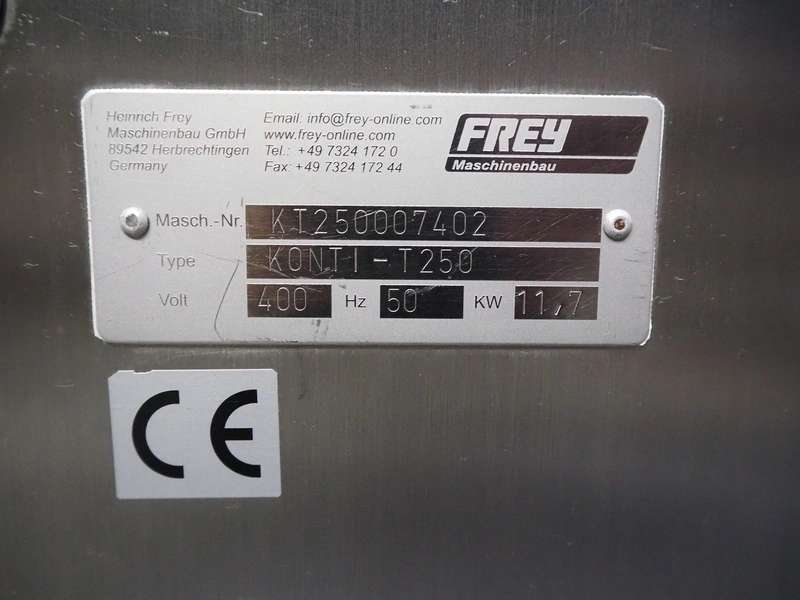 Heinrich Frey
Maschinenbau GmbH
89542 Herbrechtingen
Germany
Email: info@frey-online.com
www.frey-online.com
Tel.: +49 7324 172 0
Fax: +49 7324 172 44
FREY
Maschinenbau
Masch.-Nr. KT250007402
Type KONTI-T250
Volt 400 Hz 50 KW 11,7
CE